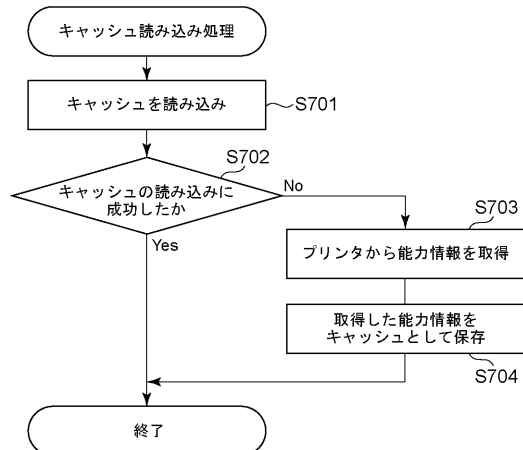 キャッシュ読み込み処理
キャッシュを読み込み
S701
S702
キャッシュの読み込みに
成功したか
No
Yes
S703
プリンタから能力情報を取得
取得した能力情報を
キャッシュとして保存
S704
終了